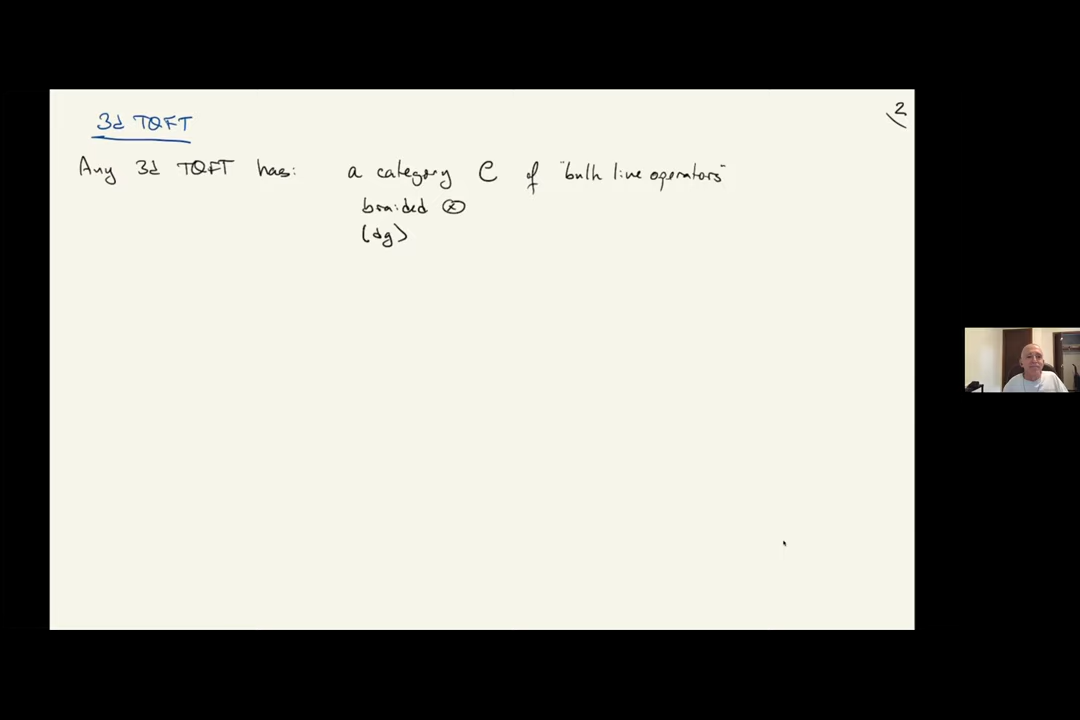 3d TQFT
2
Any 3d TQFT has: a category C of "bulk line operators"
braided ⊗
(dg)